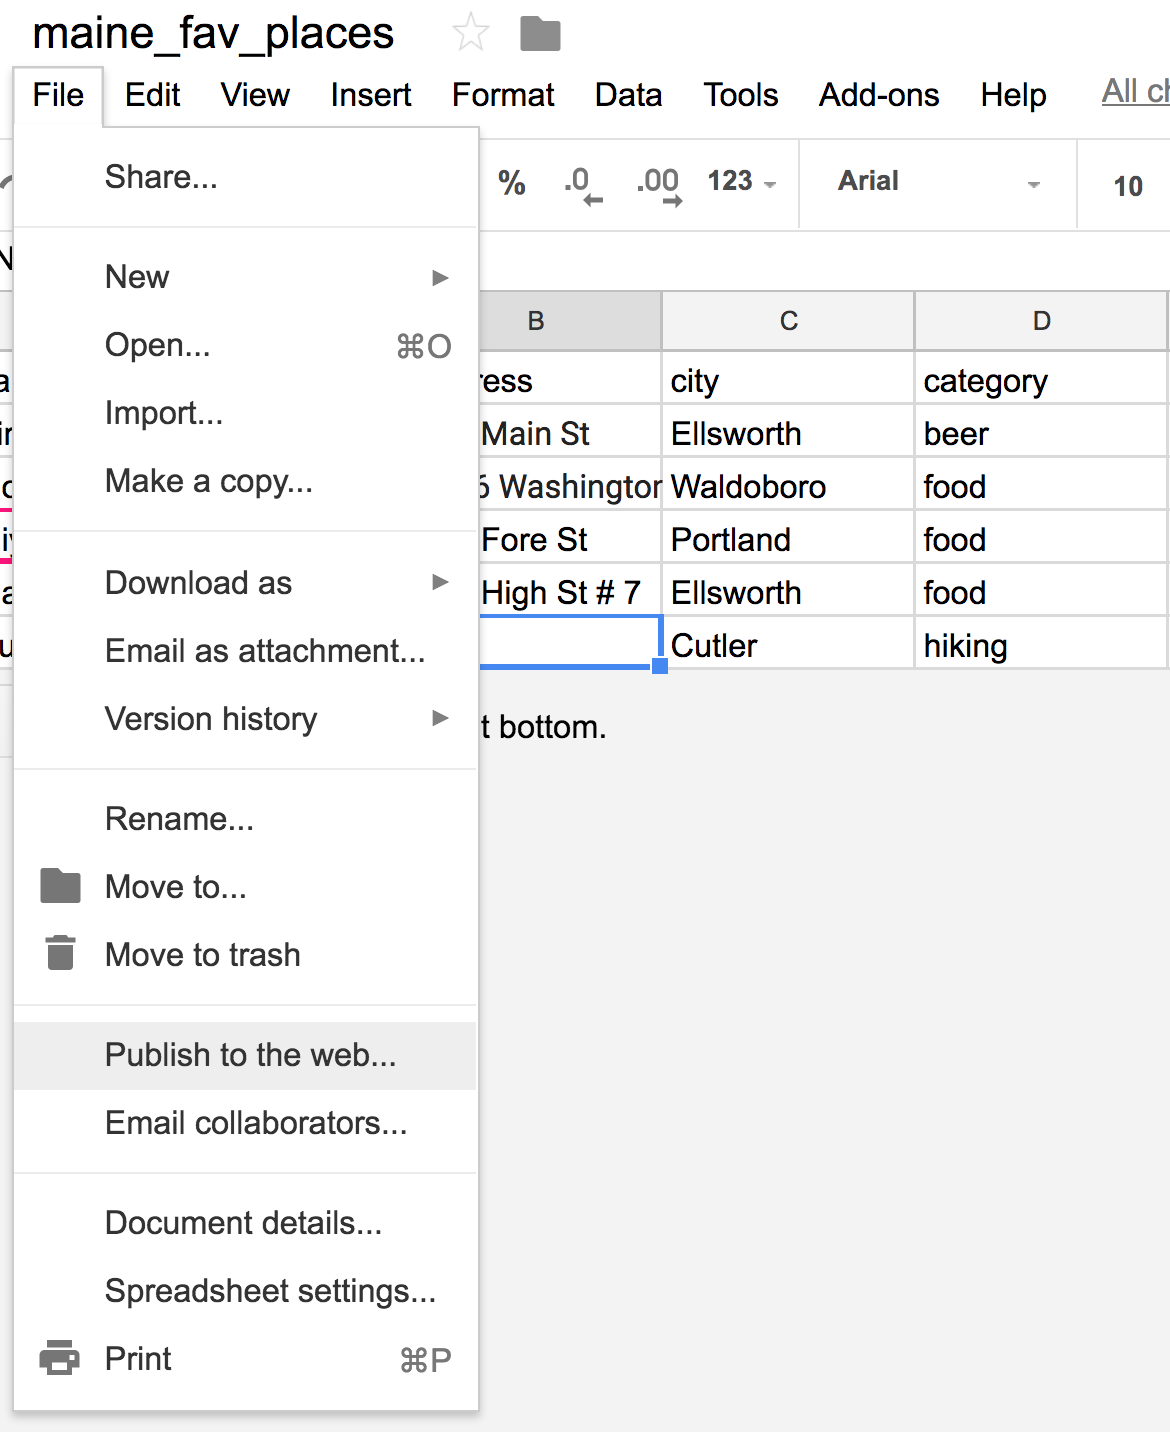 maine_fav_places
File Edit View Insert Format Data Tools Add-ons Help All
% .0 .00 123 Arial 10
Share...
New
Open... ⌘O
Import...
Make a copy...
Download as
Email as attachment...
Version history
Rename...
Move to...
Move to trash
Publish to the web...
Email collaborators...
Document details...
Spreadsheet settings...
Print ⌘P
B C D
ress city category
Main St Ellsworth beer
6 Washington Waldoboro food
Fore St Portland food
High St # 7 Ellsworth food
Cutler hiking
t bottom.